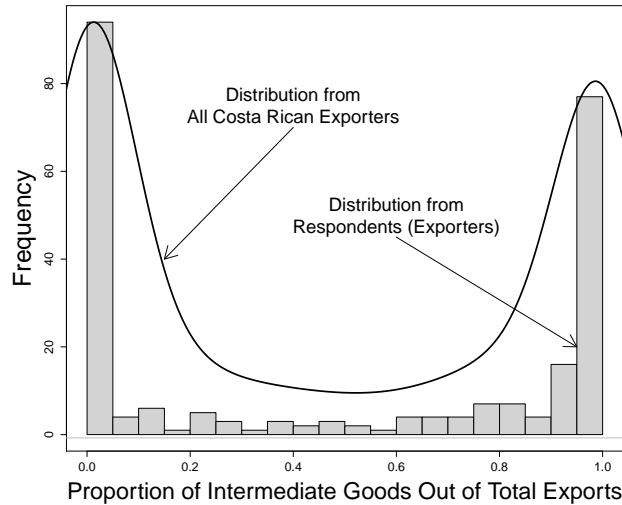 Distribution from
All Costa Rican Exporters
Distribution from
Respondents (Exporters)
Frequency
0
20
40
60
80
0.0 0.2 0.4 0.6 0.8 1.0
Proportion of Intermediate Goods Out of Total Exports